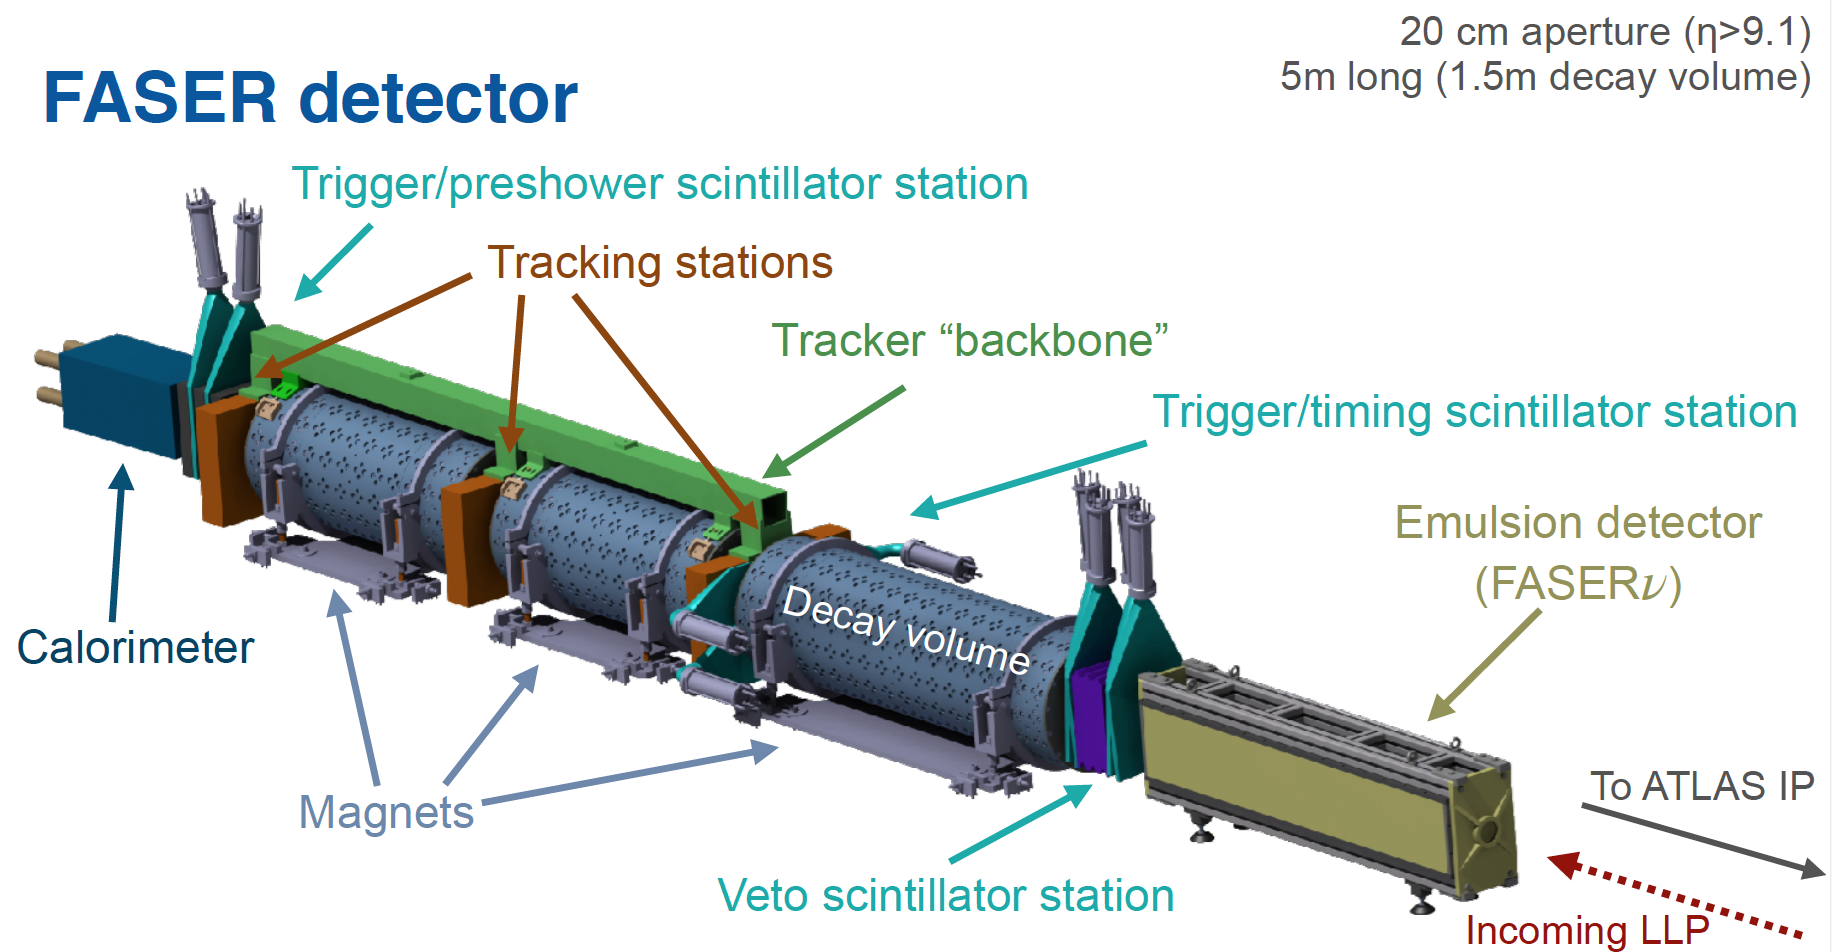 20 cm aperture (η>9.1)
5m long (1.5m decay volume)
FASER detector
Trigger/preshower scintillator station
Tracking stations
Tracker “backbone”
Trigger/timing scintillator station
Emulsion detector
(FASERν)
Decay volume
Calorimeter
Magnets
To ATLAS IP
Veto scintillator station
Incoming LLP